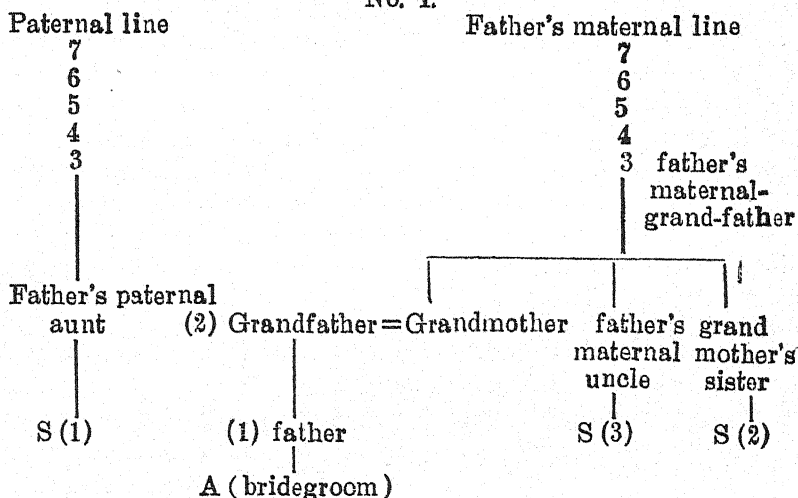 No. 1.
Paternal line Father's maternal line
7 7
6 6
5 5
4 4
3 3 father's
maternal-
grand-father
Father's paternal
aunt (2) Grandfather=Grandmother father's grand
maternal mother's
uncle sister
S (1) (1) father S (3) S (2)
A ( bridegroom )